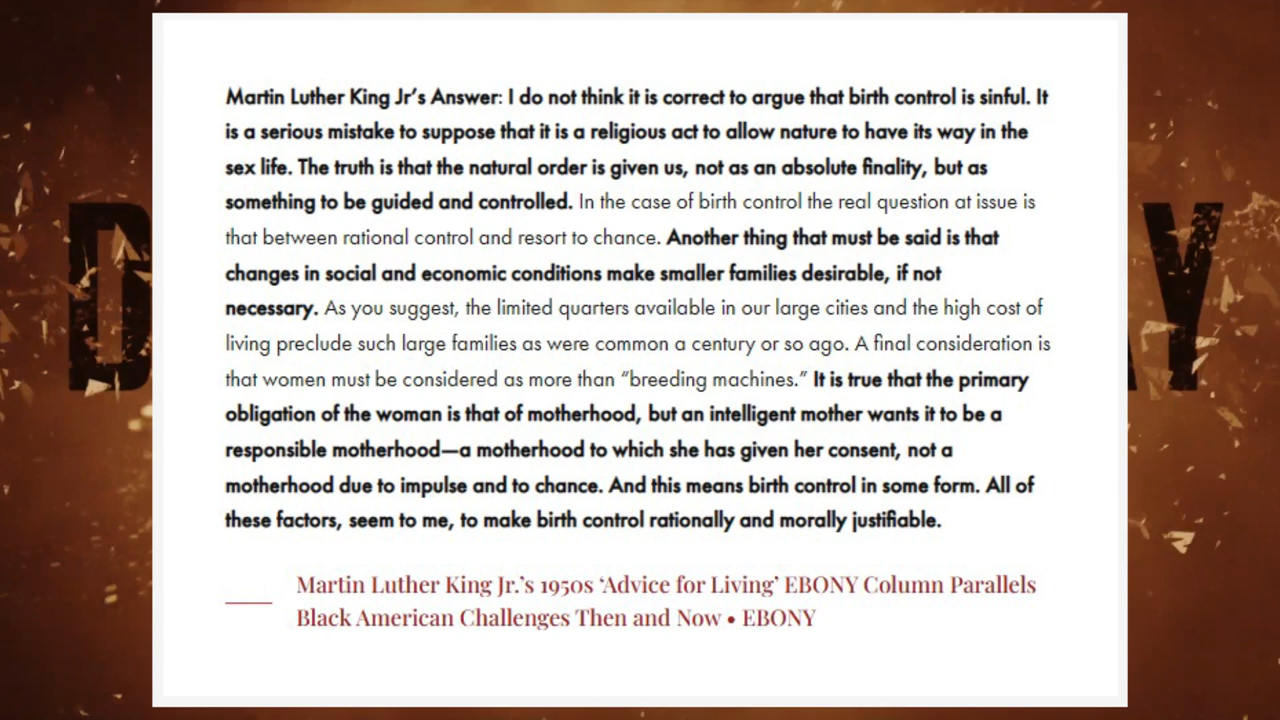 Martin Luther King Jr’s Answer: I do not think it is correct to argue that birth control is sinful. It
is a serious mistake to suppose that it is a religious act to allow nature to have its way in the
sex life. The truth is that the natural order is given us, not as an absolute finality, but as
something to be guided and controlled. In the case of birth control the real question at issue is
that between rational control and resort to chance. Another thing that must be said is that
changes in social and economic conditions make smaller families desirable, if not
necessary. As you suggest, the limited quarters available in our large cities and the high cost of
living preclude such large families as were common a century or so ago. A final consideration is
that women must be considered as more than “breeding machines.” It is true that the primary
obligation of the woman is that of motherhood, but an intelligent mother wants it to be a
responsible motherhood—a motherhood to which she has given her consent, not a
motherhood due to impulse and to chance. And this means birth control in some form. All of
these factors, seem to me, to make birth control rationally and morally justifiable.
Martin Luther King Jr.’s 1950s ‘Advice for Living’ EBONY Column Parallels
Black American Challenges Then and Now • EBONY